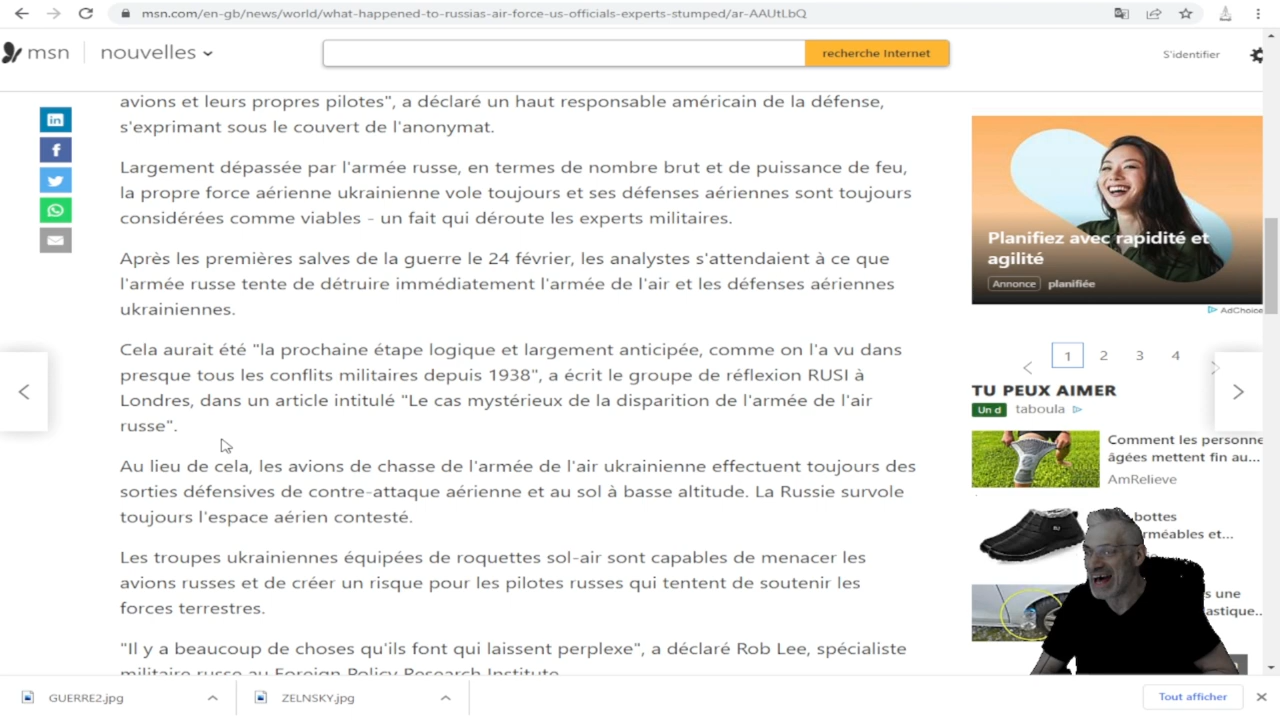 msn.com/en-gb/news/world/what-happened-to-russias-air-force-us-officials-experts-stumped/ar-AAUtLbQ
msn
nouvelles
recherche Internet
S'identifier
avions et leurs propres pilotes", a déclaré un haut responsable américain de la défense,
s'exprimant sous le couvert de l'anonymat.
Largement dépassée par l'armée russe, en termes de nombre brut et de puissance de feu,
la propre force aérienne ukrainienne vole toujours et ses défenses aériennes sont toujours
considérées comme viables - un fait qui déroute les experts militaires.
Après les premières salves de la guerre le 24 février, les analystes s'attendaient à ce que
l'armée russe tente de détruire immédiatement l'armée de l'air et les défenses aériennes
ukrainiennes.
Cela aurait été "la prochaine étape logique et largement anticipée, comme on l'a vu dans
presque tous les conflits militaires depuis 1938", a écrit le groupe de réflexion RUSI à
Londres, dans un article intitulé "Le cas mystérieux de la disparition de l'armée de l'air
russe".
Au lieu de cela, les avions de chasse de l'armée de l'air ukrainienne effectuent toujours des
sorties défensives de contre-attaque aérienne et au sol à basse altitude. La Russie survole
toujours l'espace aérien contesté.
Les troupes ukrainiennes équipées de roquettes sol-air sont capables de menacer les
avions russes et de créer un risque pour les pilotes russes qui tentent de soutenir les
forces terrestres.
"Il y a beaucoup de choses qu'ils font qui laissent perplexe", a déclaré Rob Lee, spécialiste
militaire russe au Foreign Policy Research Institute
Planifiez avec rapidité et
agilité
Annonce planifiée
AdChoice
1 2 3 4
TU PEUX AIMER
Un d taboula
Comment les personne
âgées mettent fin au...
AmRelieve
bottes
rméables et...
s une
lastique...
GUERRE2.jpg
ZELNSKY.jpg
Tout afficher